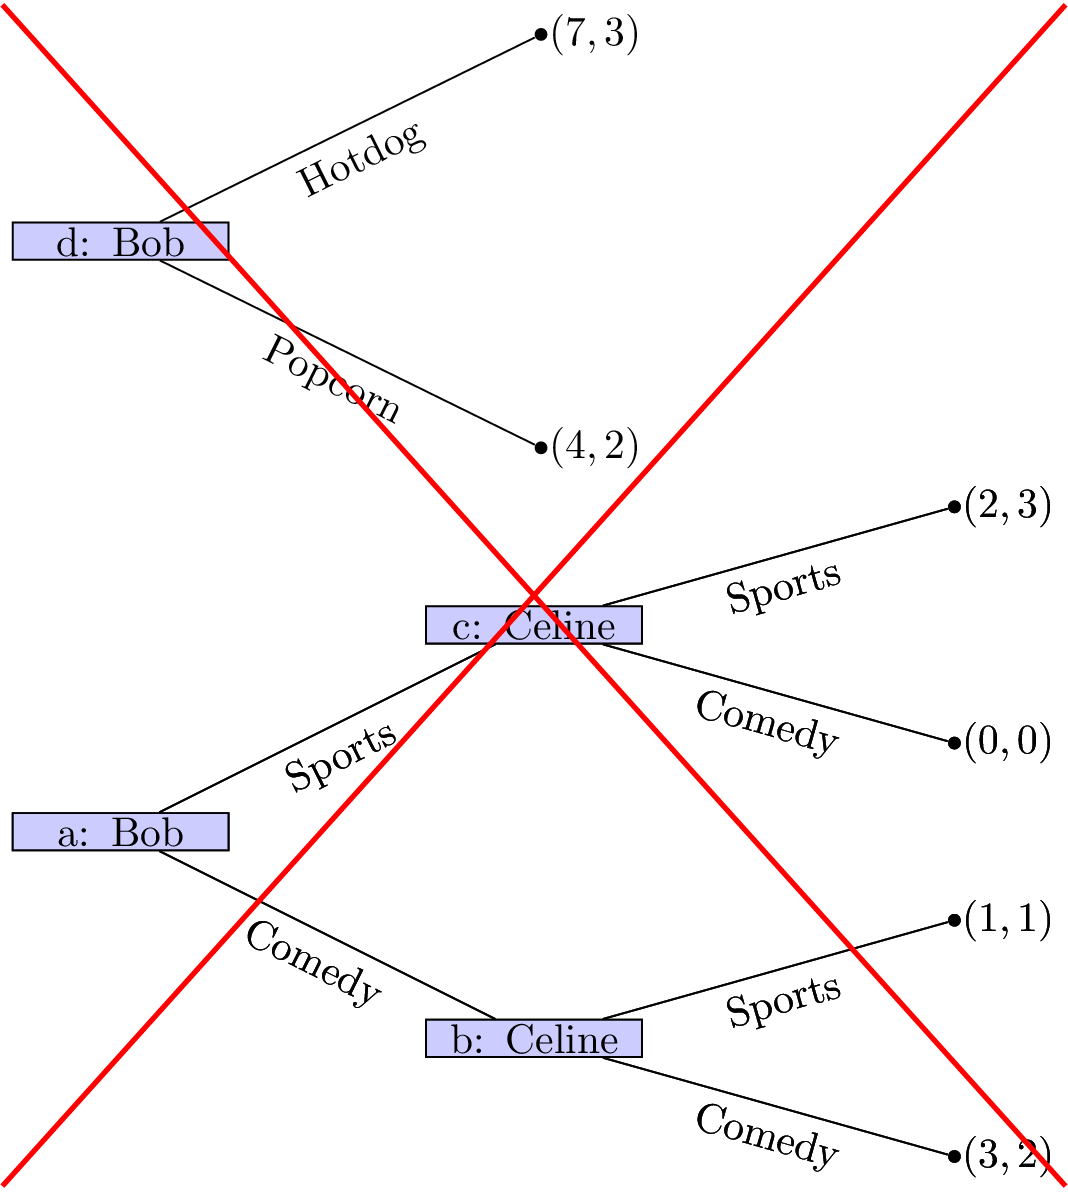 (7, 3)
Hotdog
d: Bob
Popcorn
(4, 2)
(2, 3)
Sports
c: Celine
Comedy
(0, 0)
Sports
a: Bob
Comedy
(1, 1)
Sports
b: Celine
Comedy
(3, 2)